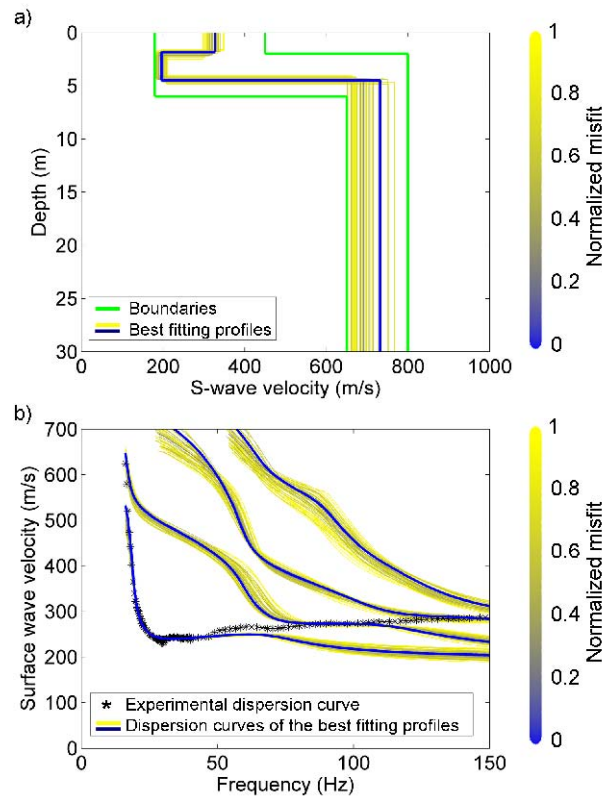 a)
0
5
10
15
20
25
30
Depth (m)
Boundaries
Best fitting profiles
0 200 400 600 800 1000
S-wave velocity (m/s)
1
0.8
0.6
0.4
0.2
0
Normalized misfit
b)
700
600
500
400
300
200
100
0
Surface wave velocity (m/s)
Experimental dispersion curve
Dispersion curves of the best fitting profiles
0 50 100 150
Frequency (Hz)
1
0.8
0.6
0.4
0.2
0
Normalized misfit